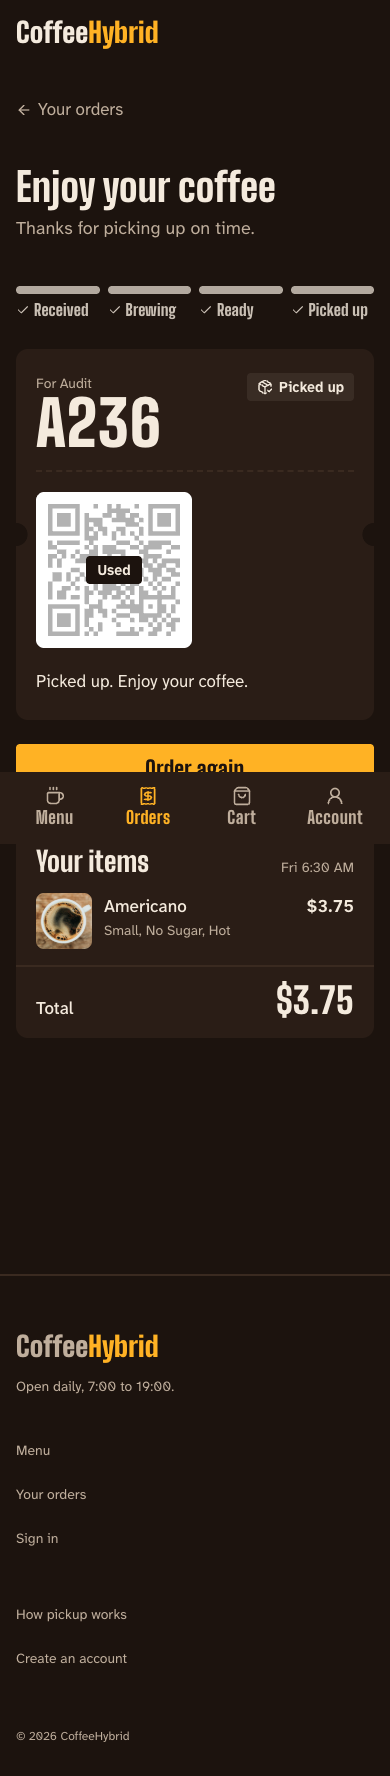 CoffeeHybrid
← Your orders
Enjoy your coffee
Thanks for picking up on time.
✓ Received ✓ Brewing ✓ Ready ✓ Picked up
For Audit
Picked up
A236
Used
Picked up. Enjoy your coffee.
Order again
Menu Orders Cart Account
Your items Fri 6:30 AM
Americano $3.75
Small, No Sugar, Hot
Total $3.75
CoffeeHybrid
Open daily, 7:00 to 19:00.
Menu
Your orders
Sign in
How pickup works
Create an account
© 2026 CoffeeHybrid